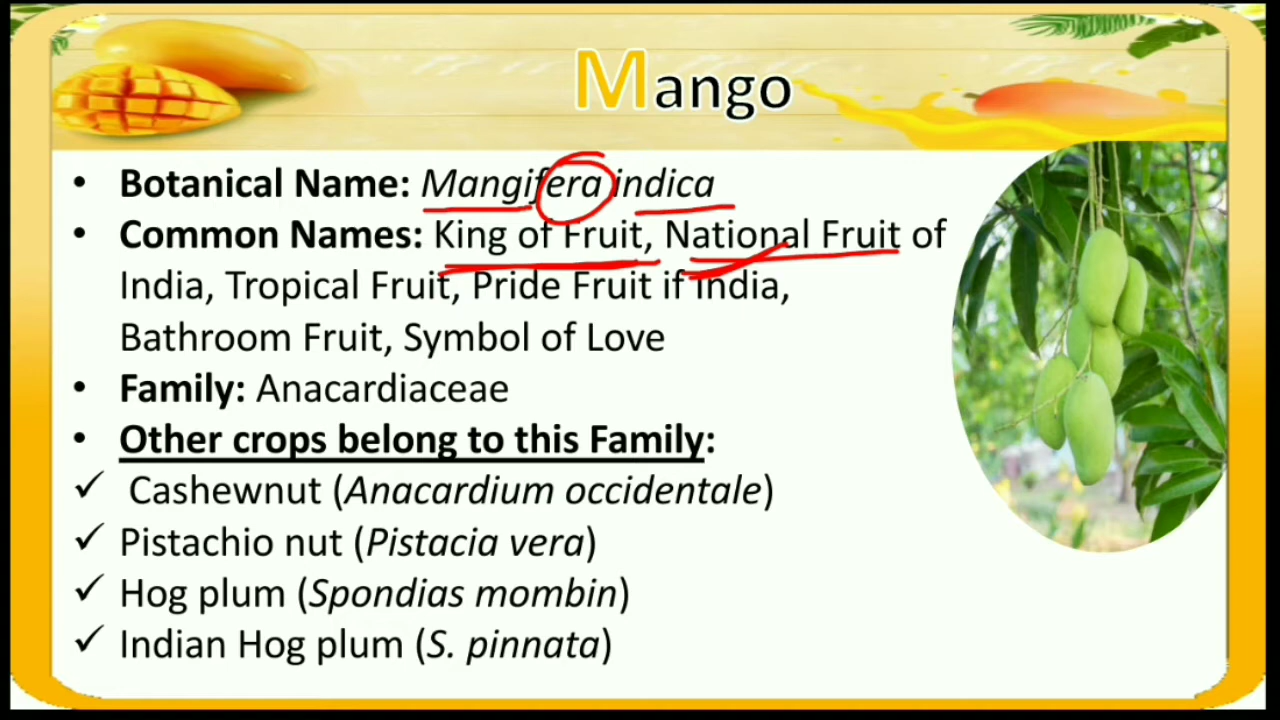 Mango
• Botanical Name: Mangifera indica
• Common Names: King of Fruit, National Fruit of
India, Tropical Fruit, Pride Fruit if India,
Bathroom Fruit, Symbol of Love
• Family: Anacardiaceae
• Other crops belong to this Family:
✓ Cashewnut (Anacardium occidentale)
✓ Pistachio nut (Pistacia vera)
✓ Hog plum (Spondias mombin)
✓ Indian Hog plum (S. pinnata)